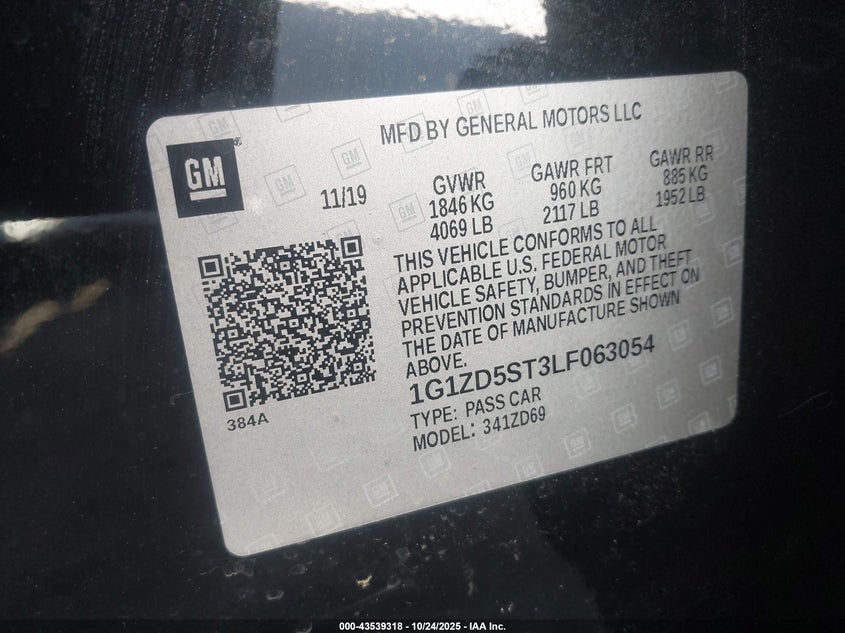 MFD BY GENERAL MOTORS LLC
GM
11/19
GVWR
1846 KG
4069 LB
GAWR FRT
960 KG
2117 LB
GAWR RR
885 KG
1952 LB
THIS VEHICLE CONFORMS TO ALL
APPLICABLE U.S. FEDERAL MOTOR
VEHICLE SAFETY, BUMPER, AND THEFT
PREVENTION STANDARDS IN EFFECT ON
THE DATE OF MANUFACTURE SHOWN
ABOVE.
1G1ZD5ST3LF063054
TYPE: PASS CAR
MODEL: 341ZD69
384A
000-43539318 - 10/24/2025 - IAA Inc.